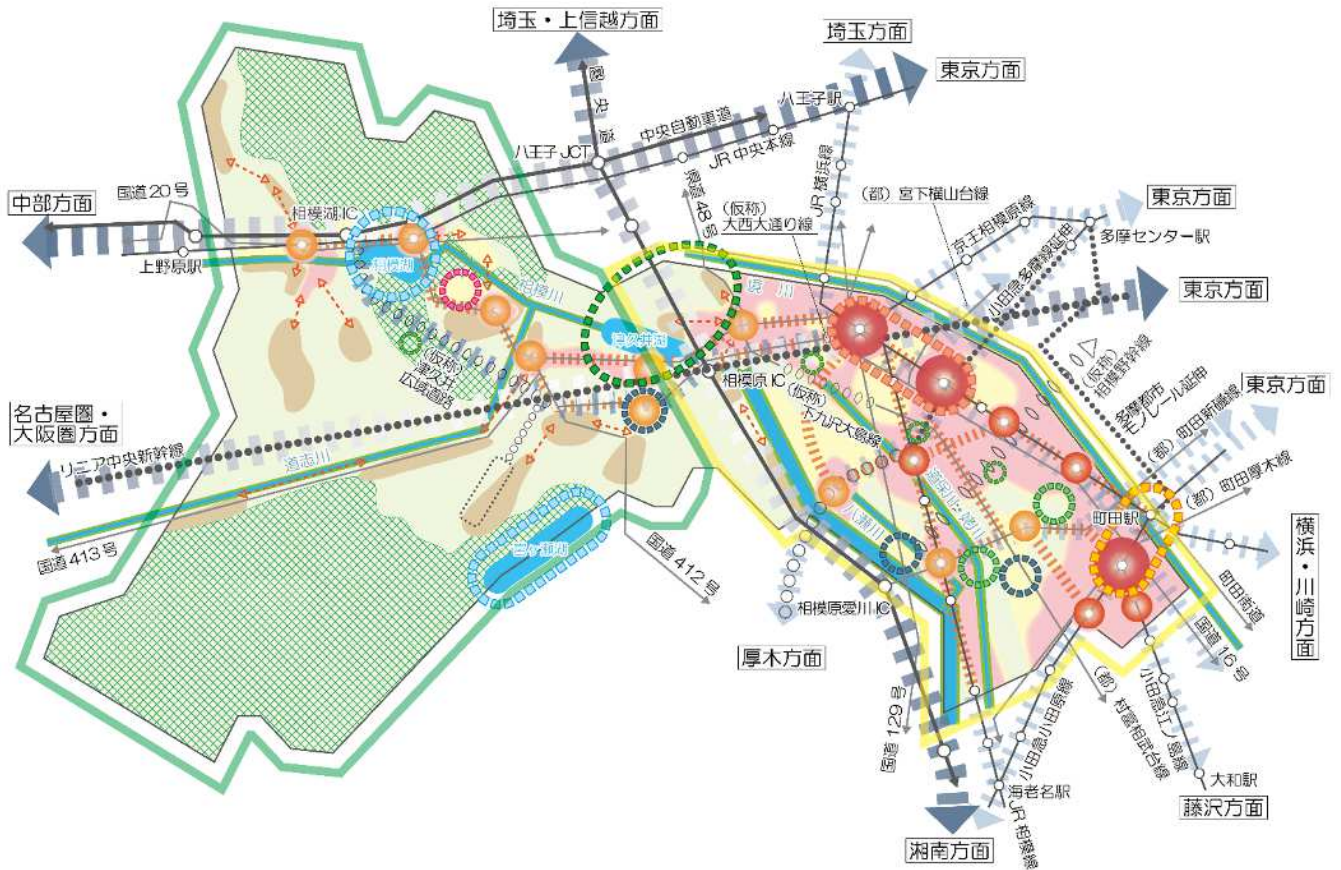 埼玉・上信越方面
埼玉方面
東京方面
圏央道
八王子駅
中央自動車道
八王子JCT
JR中央本線
県道48号
JR横浜線
国道20号
相模湖IC
中部方面
上野原駅
(仮称)
大西大通り線
(都)宮下横山台線
京王相模原線
東京方面
多摩センター駅
小田急多摩線延伸
東京方面
相模湖
相模川
境川
津久井湖
(仮称)
津久井
広域道路
相模原IC
(仮称)
相模野幹線
多摩都市
モノレール延伸
東京方面
(都)町田新磯線
(都)町田厚木線
名古屋圏・
大阪圏方面
リニア中央新幹線
道志川
八瀬川
町田駅
横浜・川崎方面
国道413号
宮ヶ瀬湖
国道412号
相模原愛川IC
厚木方面
町田街道
国道16号
国道129号
(都)村富相武台線
小田急小田原線
小田急江ノ島線
大和駅
海老名駅
JR相模線
藤沢方面
湘南方面